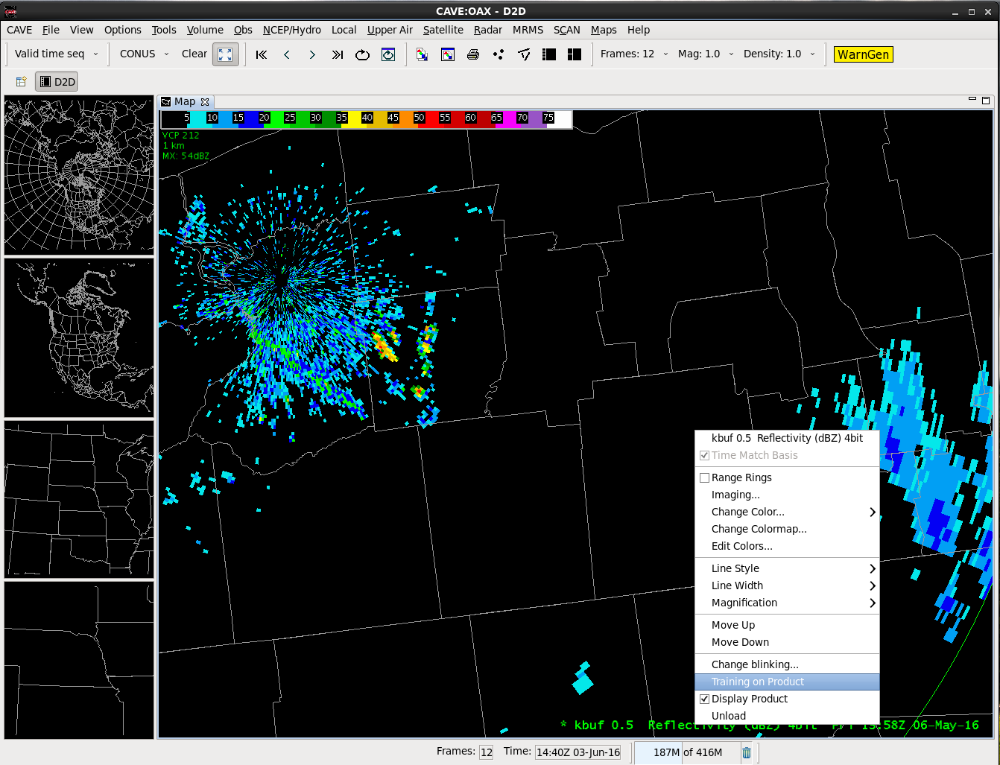 CAVE:OAX - D2D
CAVE File View Options Tools Volume Obs NCEP/Hydro Local Upper Air Satellite Radar MRMS SCAN Maps Help
Valid time seq CONUS Clear Frames: 12 Mag: 1.0 Density: 1.0 WarnGen
D2D
Map
5 10 15 20 25 30 35 40 45 50 55 60 65 70 75
VCP 212
1 km
MX: 54dBZ
kbuf 0.5 Reflectivity (dBZ) 4bit
Time Match Basis
Range Rings
Imaging...
Change Color...
Change Colormap...
Edit Colors...
Line Style
Line Width
Magnification
Move Up
Move Down
Change blinking...
Training on Product
Display Product
Unload
* kbuf 0.5 Reflectivity (dBZ) 4bit Fri 13:58Z 06-May-16
Frames: 12 Time: 14:40Z 03-Jun-16 187M of 416M